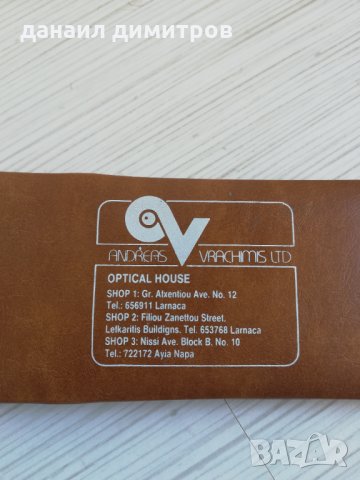 данаил димитров
ANDREAS VRACHIMIS LTD
OPTICAL HOUSE
SHOP 1: Gr. Afxentiou Ave. No. 12
Tel.: 656911 Larnaca
SHOP 2: Filiou Zanettou Street.
Lefkaritis Buildigns. Tel. 653768 Larnaca
SHOP 3: Nissi Ave. Block B. No. 10
Tel.: 722172 Ayia Napa
BAZAR